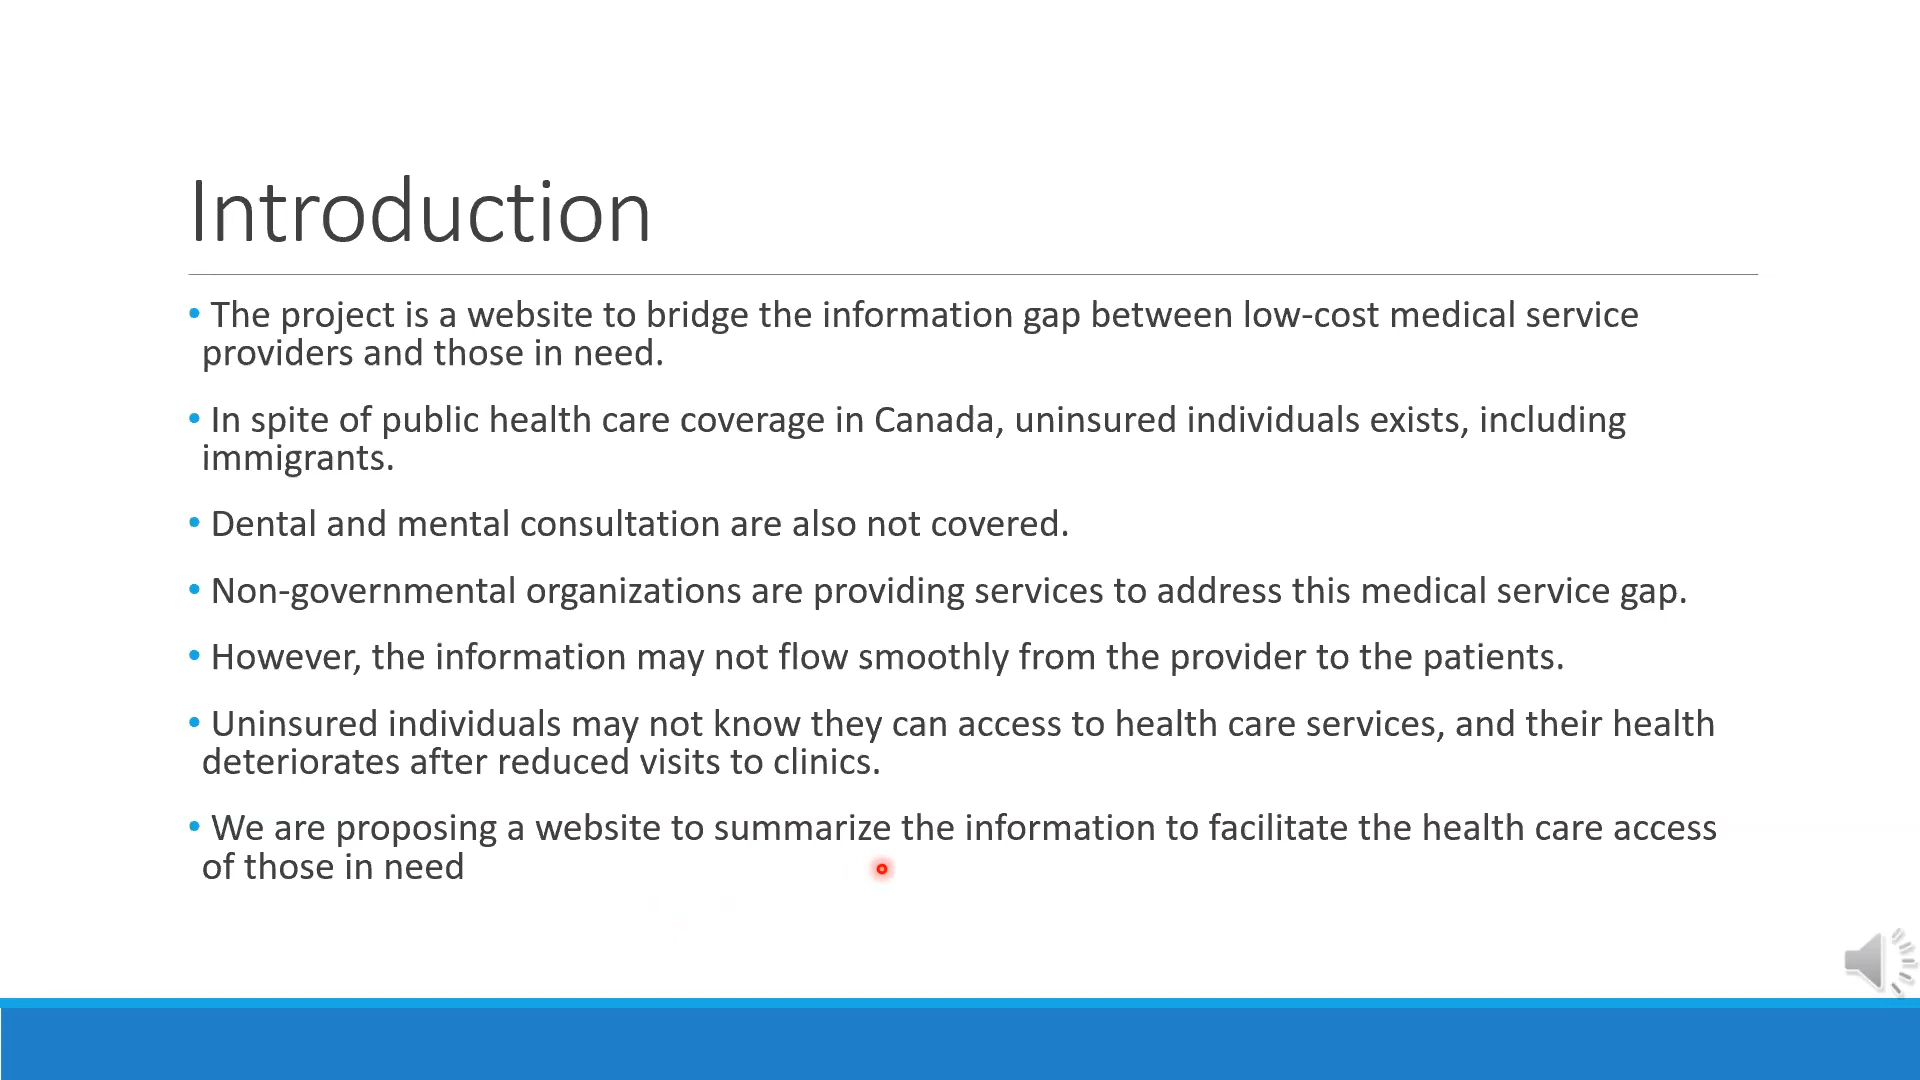 Introduction
• The project is a website to bridge the information gap between low-cost medical service
providers and those in need.
• In spite of public health care coverage in Canada, uninsured individuals exists, including
immigrants.
• Dental and mental consultation are also not covered.
• Non-governmental organizations are providing services to address this medical service gap.
• However, the information may not flow smoothly from the provider to the patients.
• Uninsured individuals may not know they can access to health care services, and their health
deteriorates after reduced visits to clinics.
• We are proposing a website to summarize the information to facilitate the health care access
of those in need